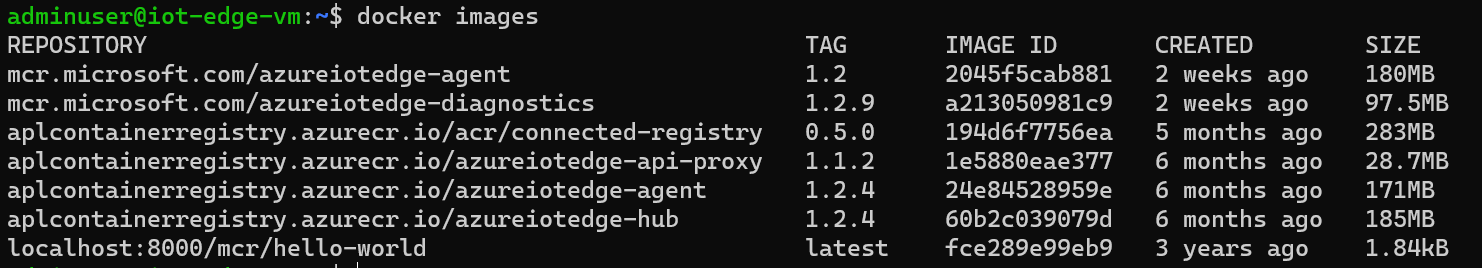 adminuser@iot-edge-vm:~$ docker images
REPOSITORY TAG IMAGE ID CREATED SIZE
mcr.microsoft.com/azureiotedge-agent 1.2 2045f5cab881 2 weeks ago 180MB
mcr.microsoft.com/azureiotedge-diagnostics 1.2.9 a213050981c9 2 weeks ago 97.5MB
aplcontainerregistry.azurecr.io/acr/connected-registry 0.5.0 194d6f7756ea 5 months ago 283MB
aplcontainerregistry.azurecr.io/azureiotedge-api-proxy 1.1.2 1e5880eae377 6 months ago 28.7MB
aplcontainerregistry.azurecr.io/azureiotedge-agent 1.2.4 24e84528959e 6 months ago 171MB
aplcontainerregistry.azurecr.io/azureiotedge-hub 1.2.4 60b2c039079d 6 months ago 185MB
localhost:8000/mcr/hello-world latest fce289e99eb9 3 years ago 1.84kB